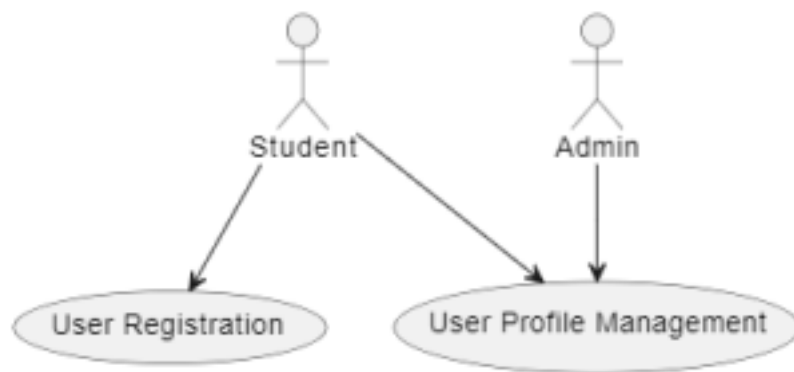 Student
Admin
User Registration
User Profile Management